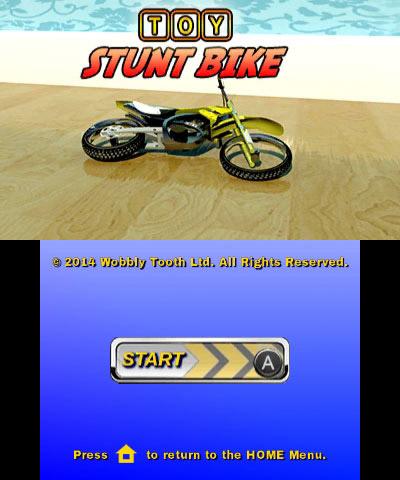 TOY
STUNT BIKE
© 2014 Wobbly Tooth Ltd. All Rights Reserved.
START A
Press to return to the HOME Menu.